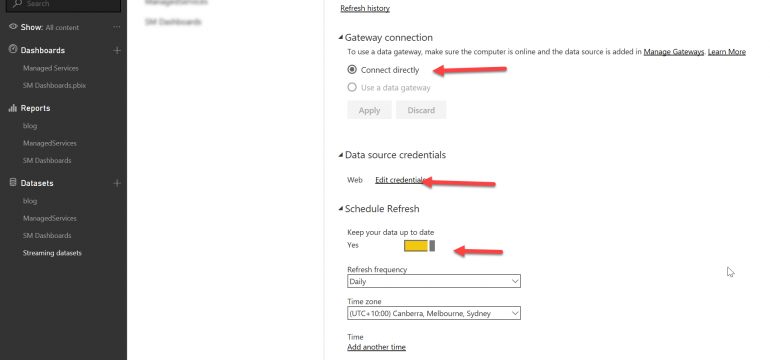 Search
Show: All content
Dashboards
Managed Services
SM Dashboards.pbix
Reports
blog
ManagedServices
SM Dashboards
Datasets
blog
ManagedServices
SM Dashboards
Streaming datasets
ManagedServices
SM Dashboards
Refresh history
Gateway connection
To use a data gateway, make sure the computer is online and the data source is added in Manage Gateways. Learn More
Connect directly
Use a data gateway
Apply Discard
Data source credentials
Web Edit credentials
Schedule Refresh
Keep your data up to date
Yes
Refresh frequency
Daily
Time zone
(UTC+10:00) Canberra, Melbourne, Sydney
Time
Add another time